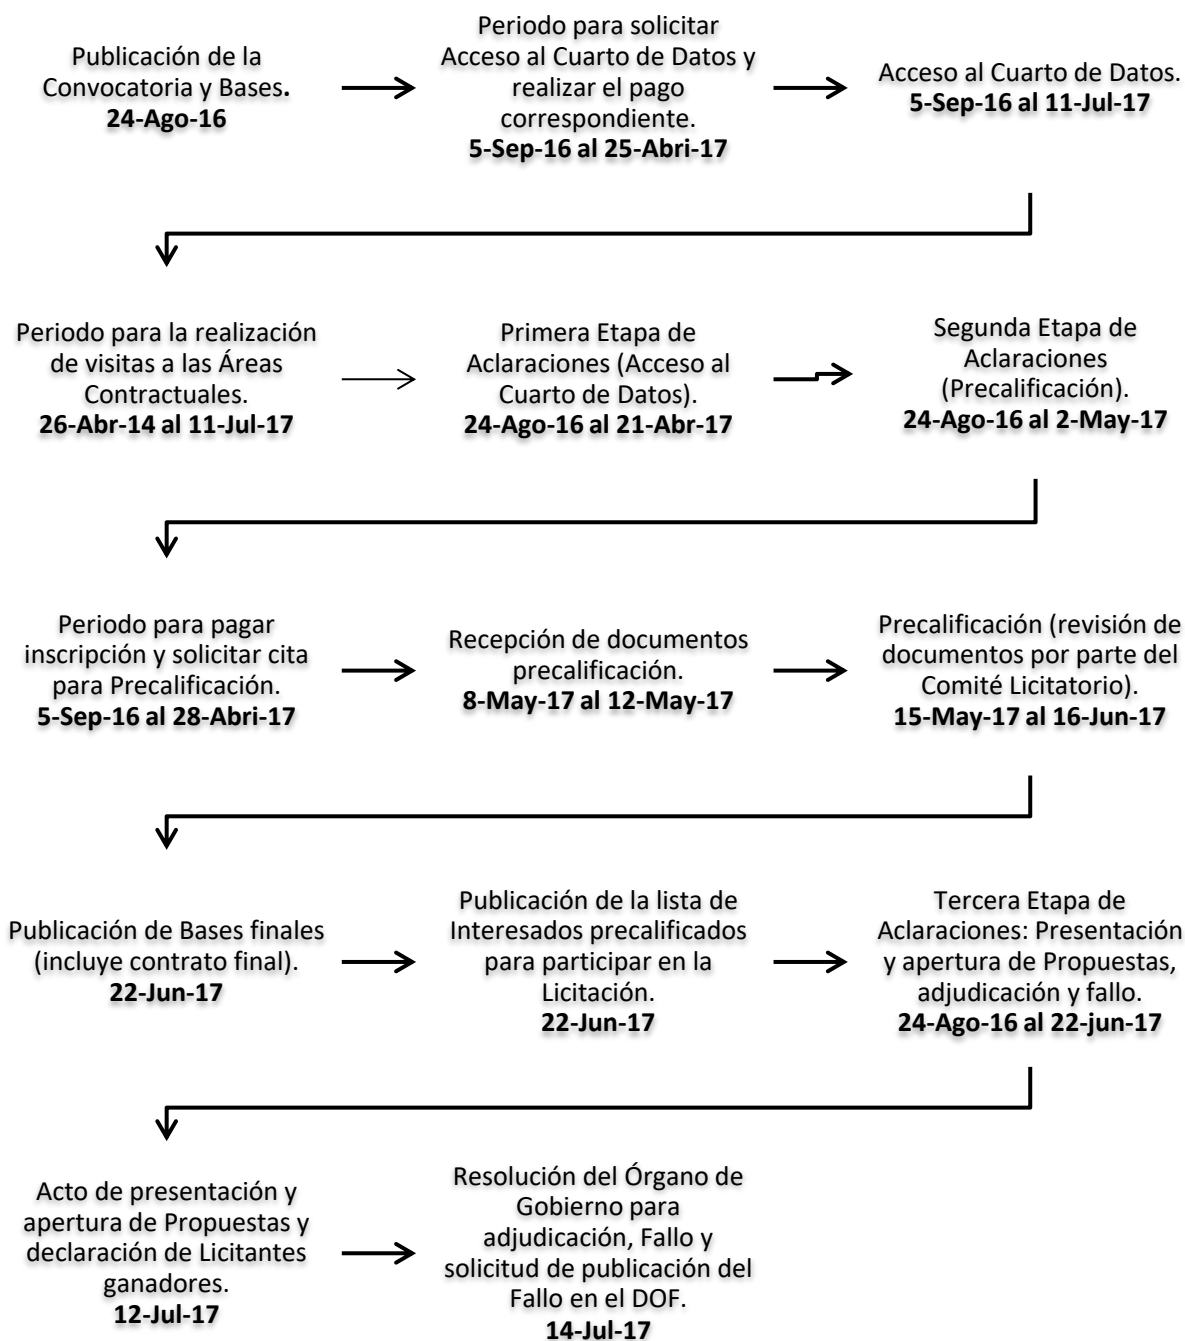 Publicación de la
Convocatoria y Bases.
24-Ago-16
Periodo para solicitar
Acceso al Cuarto de Datos y
realizar el pago
correspondiente.
5-Sep-16 al 25-Abri-17
Acceso al Cuarto de Datos.
5-Sep-16 al 11-Jul-17
Periodo para la realización
de visitas a las Áreas
Contractuales.
26-Abr-14 al 11-Jul-17
Primera Etapa de
Aclaraciones (Acceso al
Cuarto de Datos).
24-Ago-16 al 21-Abr-17
Segunda Etapa de
Aclaraciones
(Precalificación).
24-Ago-16 al 2-May-17
Periodo para pagar
inscripción y solicitar cita
para Precalificación.
5-Sep-16 al 28-Abri-17
Recepción de documentos
precalificación.
8-May-17 al 12-May-17
Precalificación (revisión de
documentos por parte del
Comité Licitatorio).
15-May-17 al 16-Jun-17
Publicación de Bases finales
(incluye contrato final).
22-Jun-17
Publicación de la lista de
Interesados precalificados
para participar en la
Licitación.
22-Jun-17
Tercera Etapa de
Aclaraciones: Presentación
y apertura de Propuestas,
adjudicación y fallo.
24-Ago-16 al 22-jun-17
Acto de presentación y
apertura de Propuestas y
declaración de Licitantes
ganadores.
12-Jul-17
Resolución del Órgano de
Gobierno para
adjudicación, Fallo y
solicitud de publicación del
Fallo en el DOF.
14-Jul-17